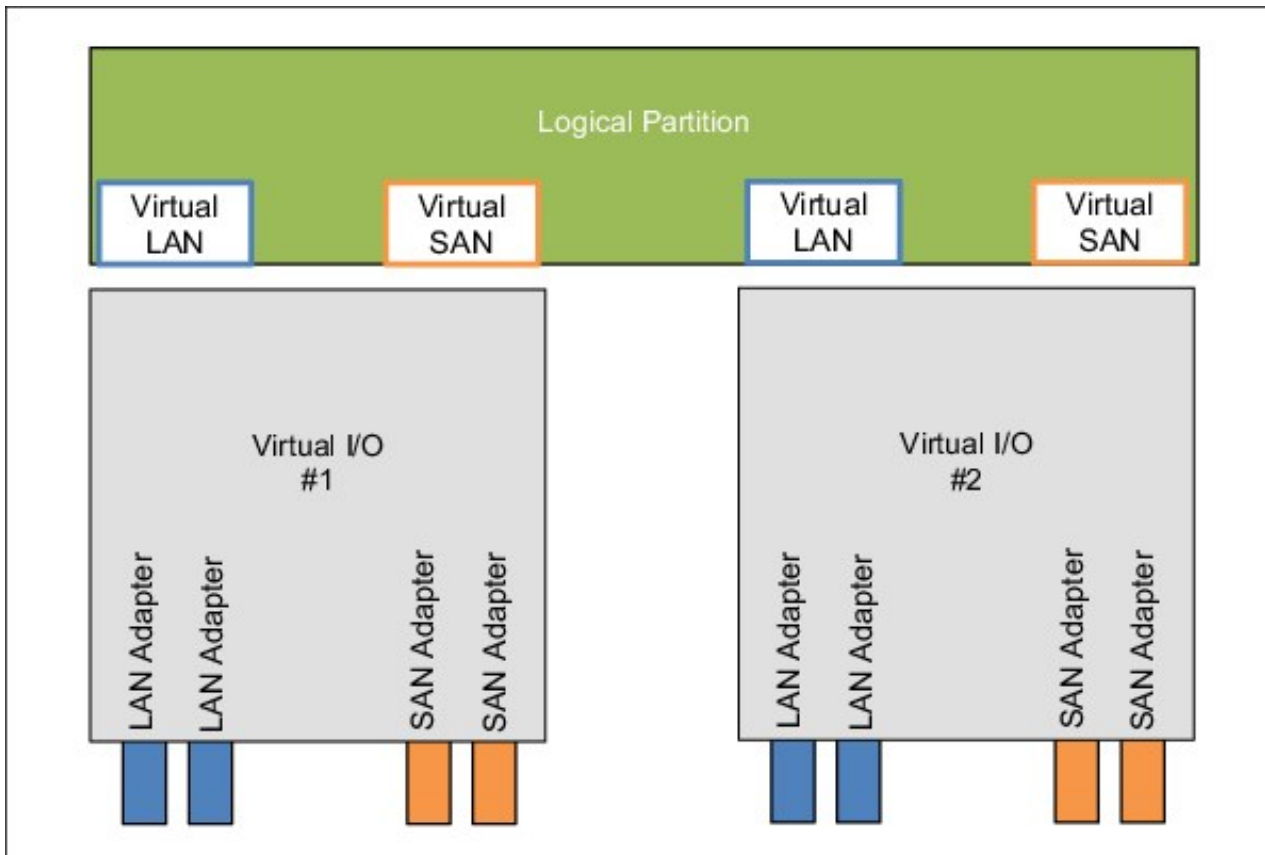 Logical Partition
Virtual
LAN
Virtual
SAN
Virtual
LAN
Virtual
SAN
Virtual I/O
#1
LAN Adapter
LAN Adapter
SAN Adapter
SAN Adapter
Virtual I/O
#2
LAN Adapter
LAN Adapter
SAN Adapter
SAN Adapter